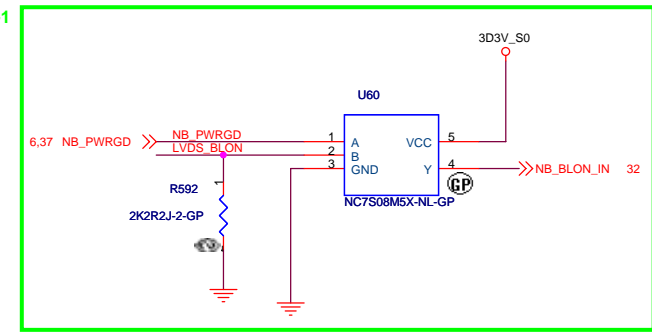 1
3D3V_S0
U60
6,37 NB_PWRGD
NB_PWRGD
1
A
VCC
5
LVDS_BLON
2
B
3
GND
Y
4
NB_BLON_IN 32
GP
NC7S08M5X-NL-GP
R592
1
2K2R2J-2-GP